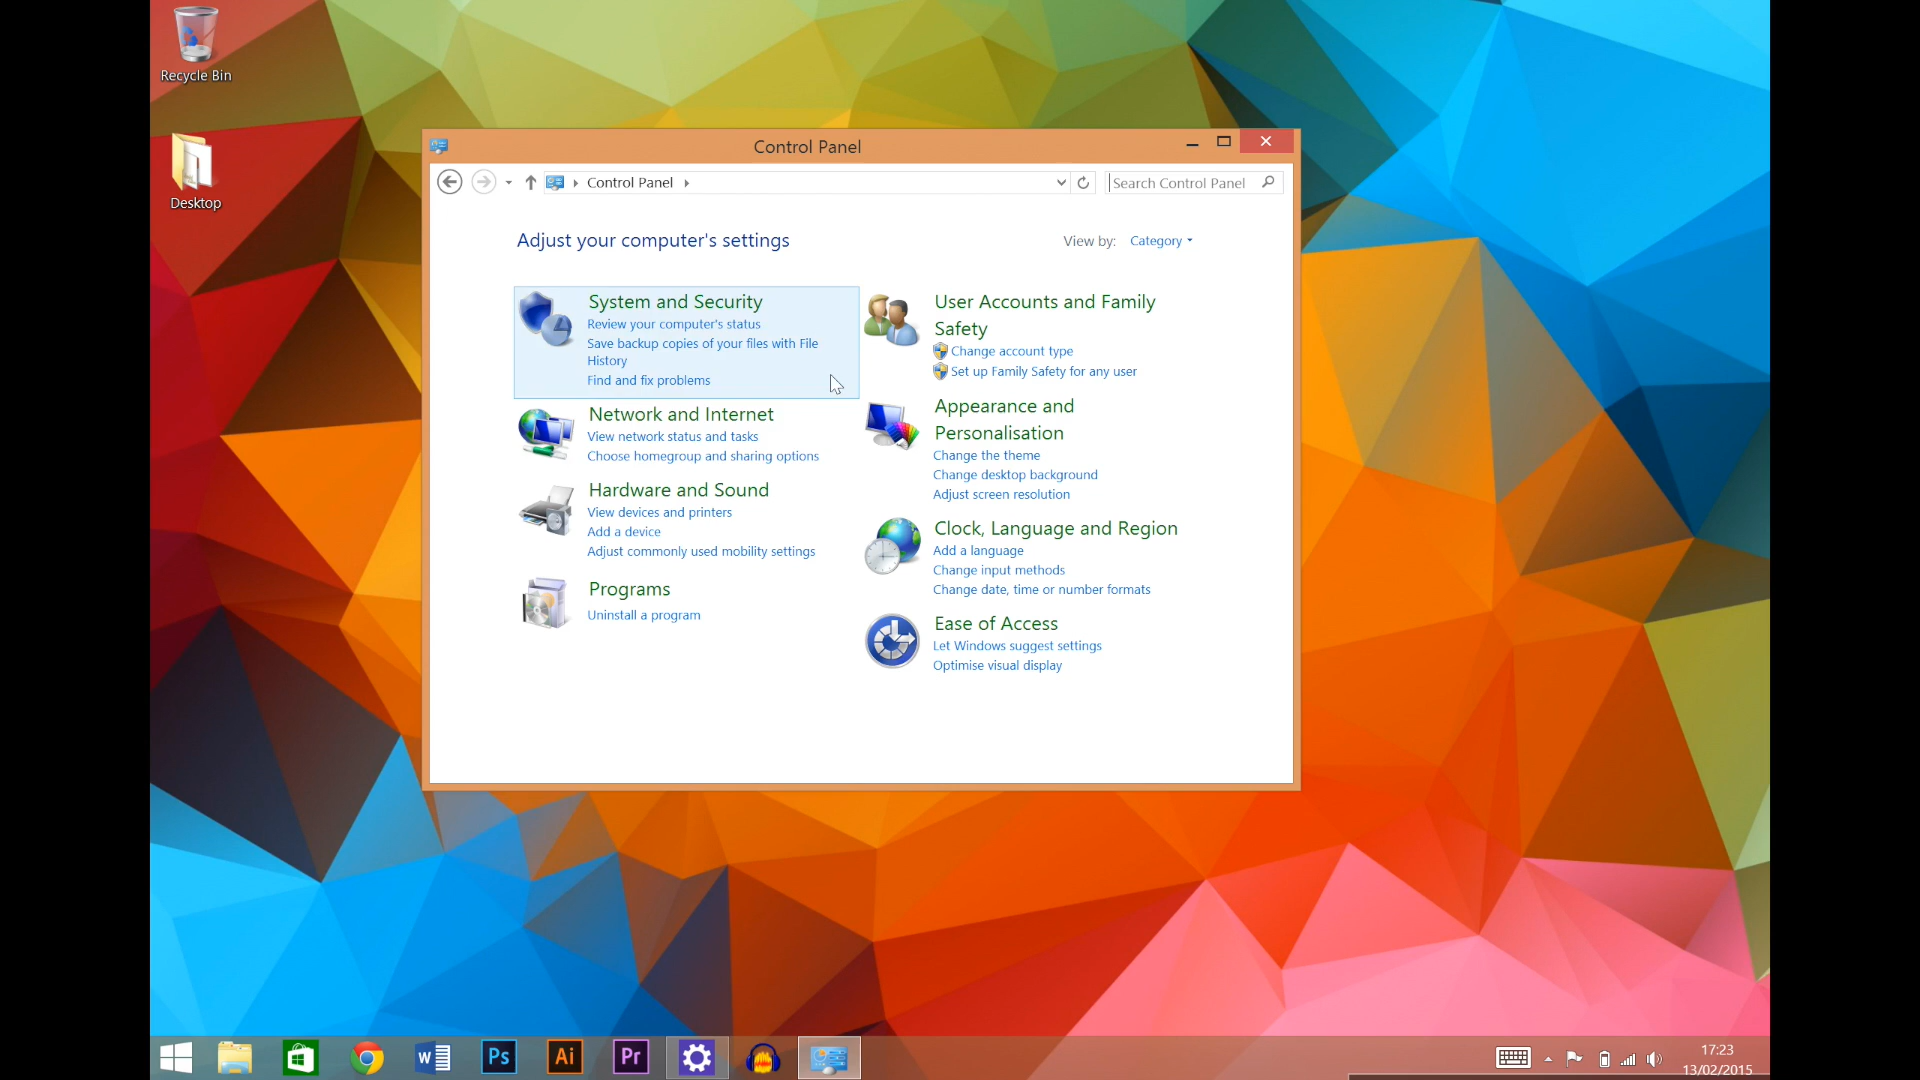 Recycle Bin
Desktop
Control Panel
Control Panel
Search Control Panel
Adjust your computer's settings
View by: Category
System and Security
Review your computer's status
Save backup copies of your files with File
History
Find and fix problems
Network and Internet
View network status and tasks
Choose homegroup and sharing options
Hardware and Sound
View devices and printers
Add a device
Adjust commonly used mobility settings
Programs
Uninstall a program
User Accounts and Family
Safety
Change account type
Set up Family Safety for any user
Appearance and
Personalisation
Change the theme
Change desktop background
Adjust screen resolution
Clock, Language and Region
Add a language
Change input methods
Change date, time or number formats
Ease of Access
Let Windows suggest settings
Optimise visual display
W
Ps
Ai
Pr
17:23
13/02/2015